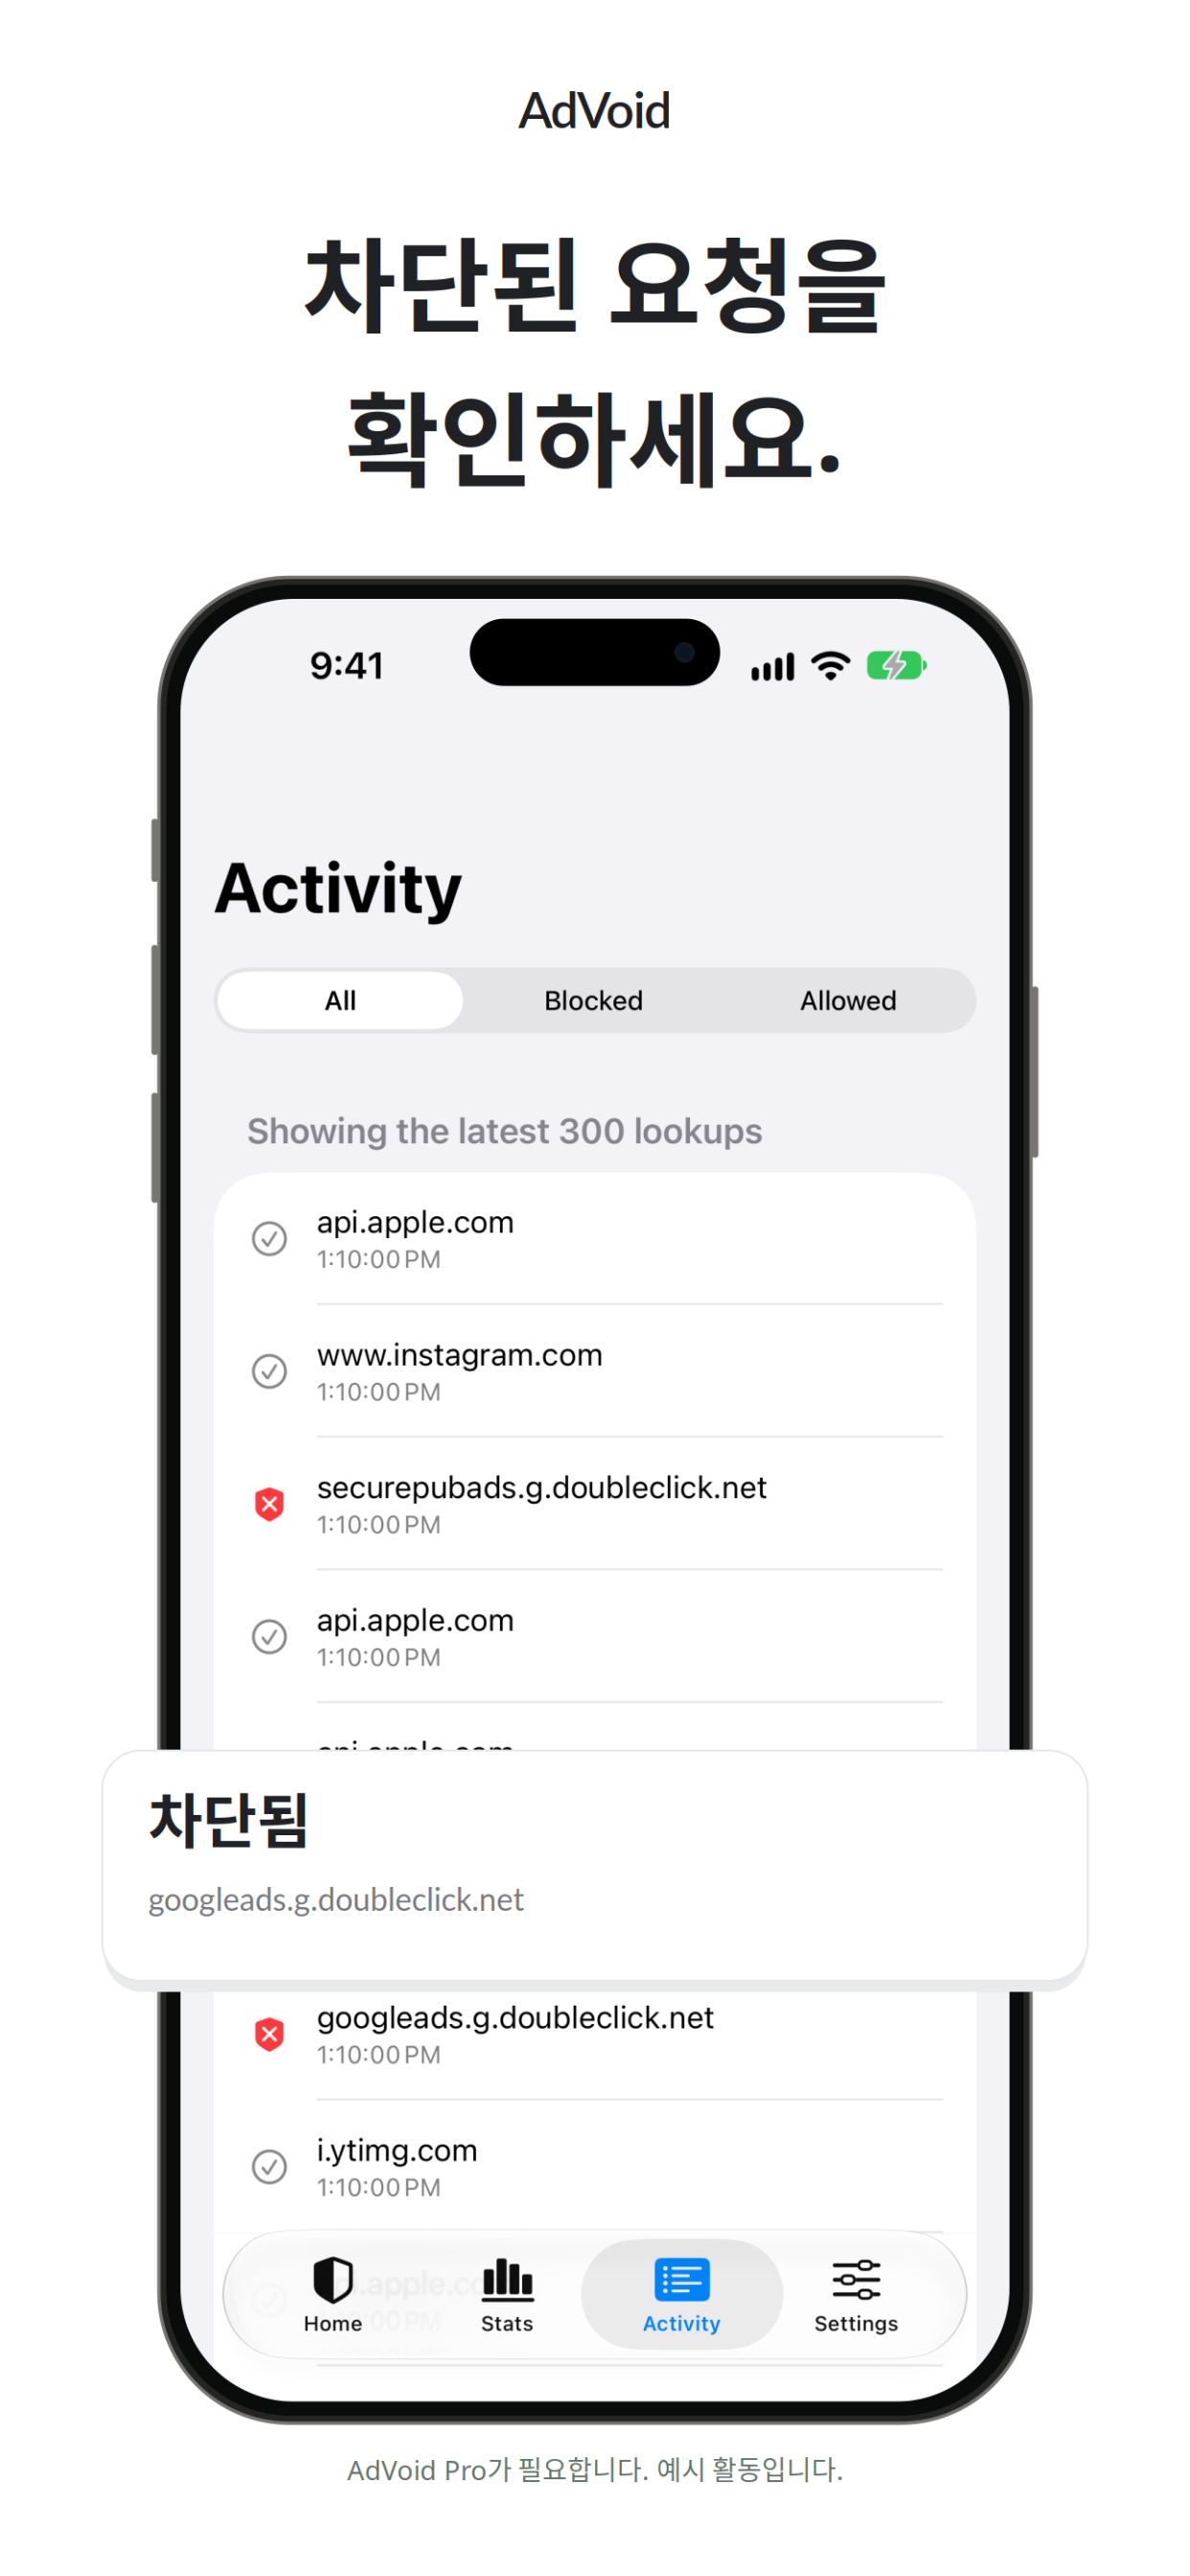 AdVoid
차단된 요청을
확인하세요.
9:41
Activity
All
Blocked
Allowed
Showing the latest 300 lookups
api.apple.com
1:10:00 PM
www.instagram.com
1:10:00 PM
securepubads.g.doubleclick.net
1:10:00 PM
api.apple.com
1:10:00 PM
api.apple.com
차단됨
googleads.g.doubleclick.net
googleads.g.doubleclick.net
1:10:00 PM
i.ytimg.com
1:10:00 PM
Home
Stats
Activity
Settings
AdVoid Pro가 필요합니다. 예시 활동입니다.